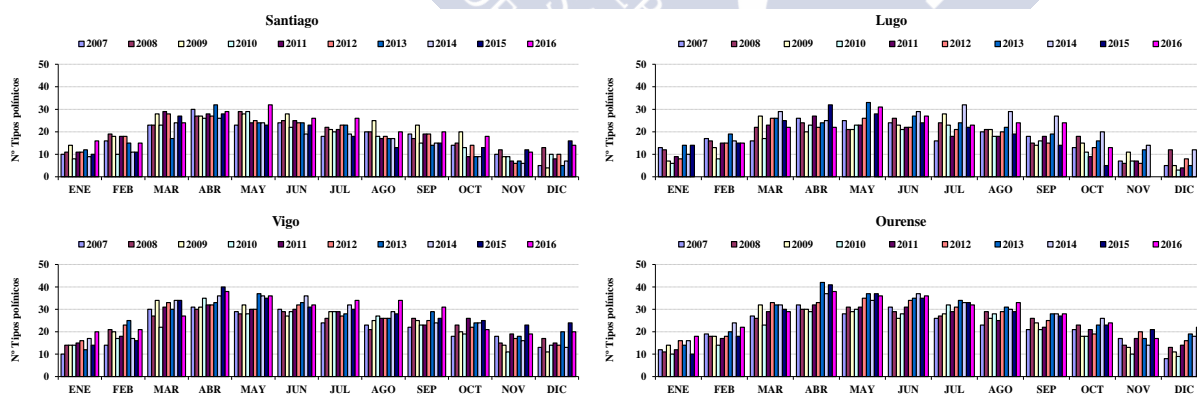 Santiago
2007 2008 2009 2010 2011 2012 2013 2014 2015 2016
Nº Tipos polínicos
50
40
30
20
10
0
ENE FEB MAR ABR MAY JUN JUL AGO SEP OCT NOV DIC
Lugo
2007 2008 2009 2010 2011 2012 2013 2014 2015 2016
Nº Tipos polínicos
50
40
30
20
10
0
ENE FEB MAR ABR MAY JUN JUL AGO SEP OCT NOV DIC
Vigo
2007 2008 2009 2010 2011 2012 2013 2014 2015 2016
Nº Tipos polínicos
50
40
30
20
10
0
ENE FEB MAR ABR MAY JUN JUL AGO SEP OCT NOV DIC
Ourense
2007 2008 2009 2010 2011 2012 2013 2014 2015 2016
Nº Tipos polínicos
50
40
30
20
10
0
ENE FEB MAR ABR MAY JUN JUL AGO SEP OCT NOV DIC